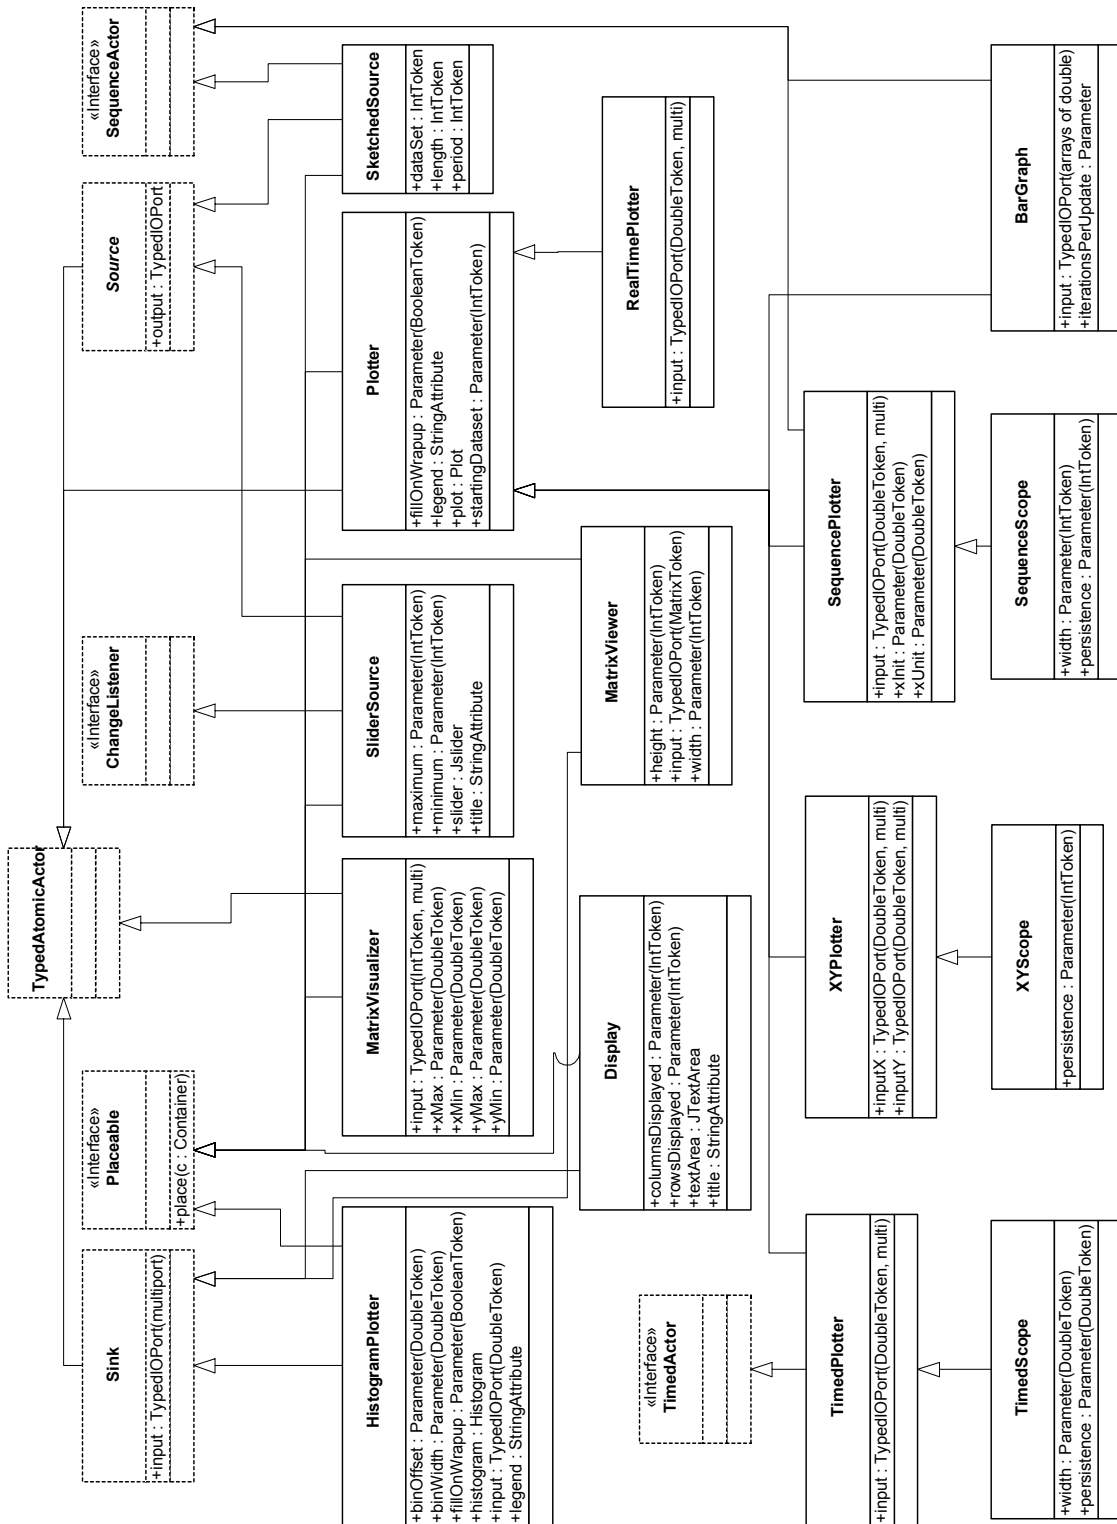 TypedAtomicActor
Sink
+input : TypedIOPort(multiport)
«Interface»
Placeable
+place(c : Container)
«Interface»
ChangeListener
Source
+output : TypedIOPort
«Interface»
SequenceActor
HistogramPlotter
+binOffset : Parameter(DoubleToken)
+binWidth : Parameter(DoubleToken)
+fillOnWrapup : Parameter(BooleanToken)
+histogram : Histogram
+input : TypedIOPort(DoubleToken)
+legend : StringAttribute
MatrixVisualizer
+input : TypedIOPort(IntToken, multi)
+xMax : Parameter(DoubleToken)
+xMin : Parameter(DoubleToken)
+yMax : Parameter(DoubleToken)
+yMin : Parameter(DoubleToken)
SliderSource
+maximum : Parameter(IntToken)
+minimum : Parameter(IntToken)
+slider : Jslider
+title : StringAttribute
Plotter
+fillOnWrapup : Parameter(BooleanToken)
+legend : StringAttribute
+plot : Plot
+startingDataset : Parameter(IntToken)
SketchedSource
+dataSet : IntToken
+length : IntToken
+period : IntToken
Display
+columnsDisplayed : Parameter(IntToken)
+rowsDisplayed : Parameter(IntToken)
+textArea : JTextArea
+title : StringAttribute
MatrixViewer
+height : Parameter(IntToken)
+input : TypedIOPort(MatrixToken)
+width : Parameter(IntToken)
RealTimePlotter
+input : TypedIOPort(DoubleToken, multi)
«Interface»
TimedActor
TimedPlotter
+input : TypedIOPort(DoubleToken, multi)
XYPlotter
+inputX : TypedIOPort(DoubleToken, multi)
+inputY : TypedIOPort(DoubleToken, multi)
SequencePlotter
+input : TypedIOPort(DoubleToken, multi)
+xInit : Parameter(DoubleToken)
+xUnit : Parameter(DoubleToken)
TimedScope
+width : Parameter(DoubleToken)
+persistence : Parameter(DoubleToken)
XYScope
+persistence : Parameter(IntToken)
SequenceScope
+width : Parameter(IntToken)
+persistence : Parameter(IntToken)
BarGraph
+input : TypedIOPort(arrays of double)
+iterationsPerUpdate : Parameter